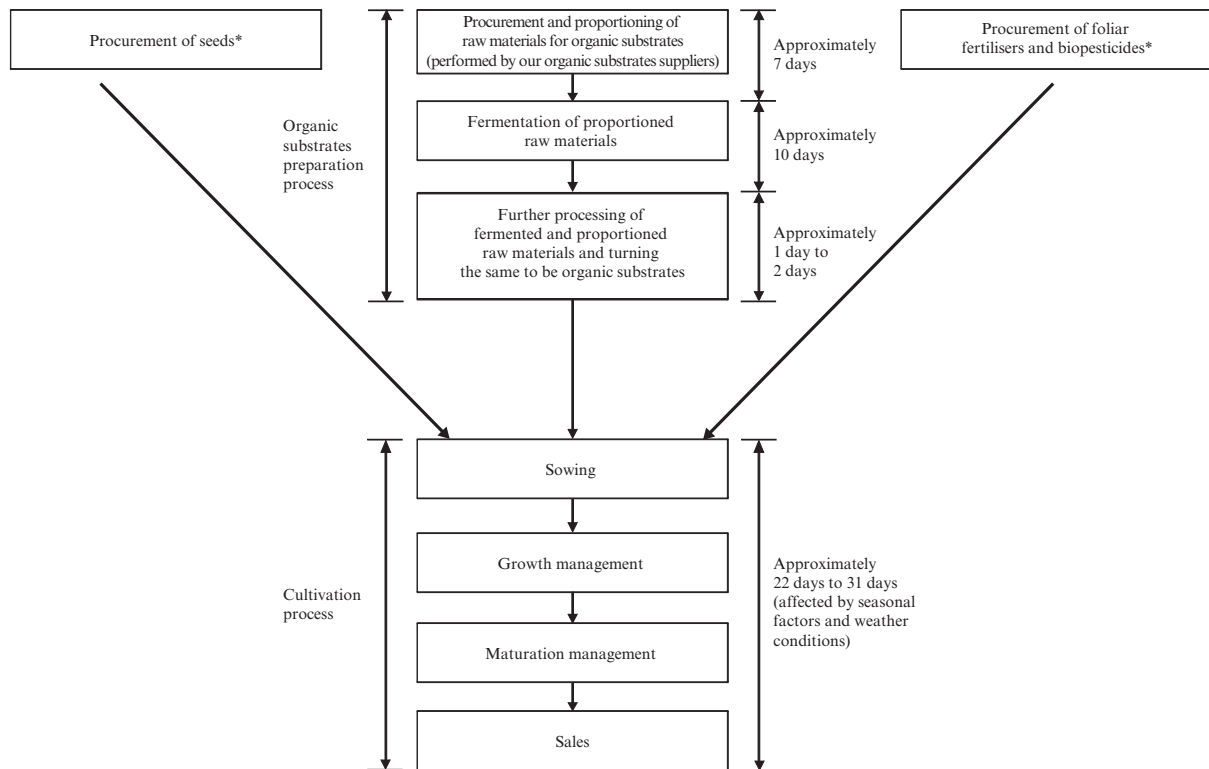 Procurement of seeds*
Procurement and proportioning of
raw materials for organic substrates
(performed by our organic substrates suppliers)
Approximately
7 days
Procurement of foliar
fertilisers and biopesticides*
Organic
substrates
preparation
process
Fermentation of proportioned
raw materials
Approximately
10 days
Further processing of
fermented and proportioned
raw materials and turning
the same to be organic substrates
Approximately
1 day to
2 days
Sowing
Growth management
Cultivation
process
Approximately
22 days to 31 days
(affected by seasonal
factors and weather
conditions)
Maturation management
Sales